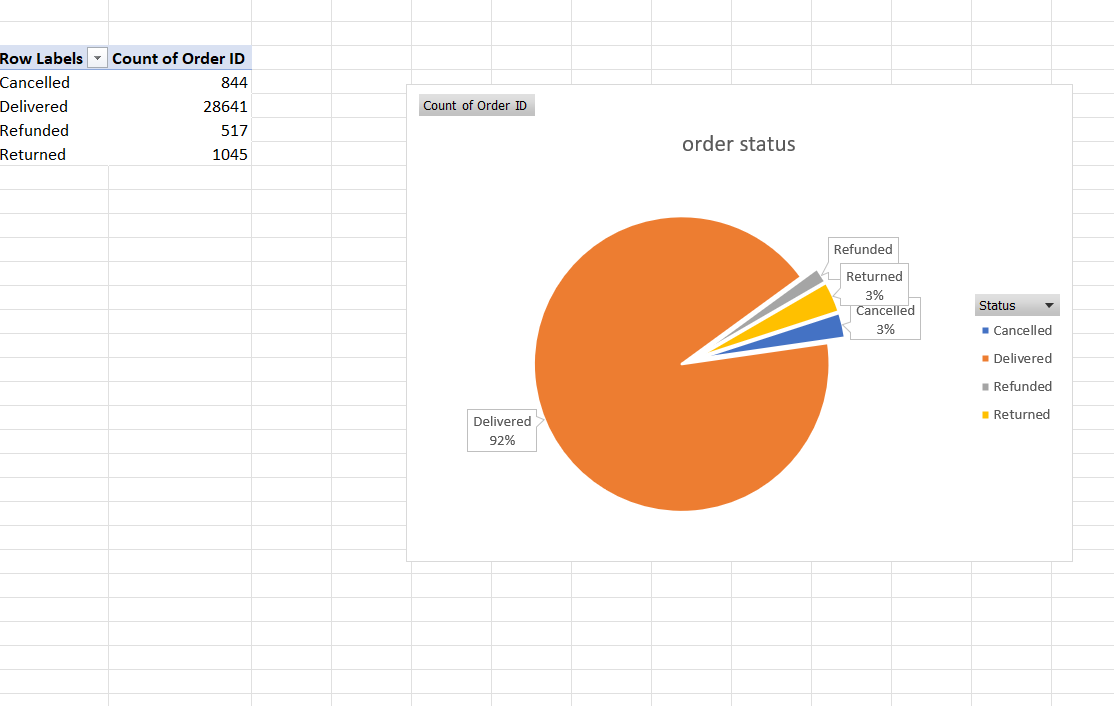 Row Labels Count of Order ID
Cancelled 844
Delivered 28641
Refunded 517
Returned 1045
Count of Order ID
order status
Refunded
Returned
3%
Cancelled
3%
Delivered
92%
Status
Cancelled
Delivered
Refunded
Returned